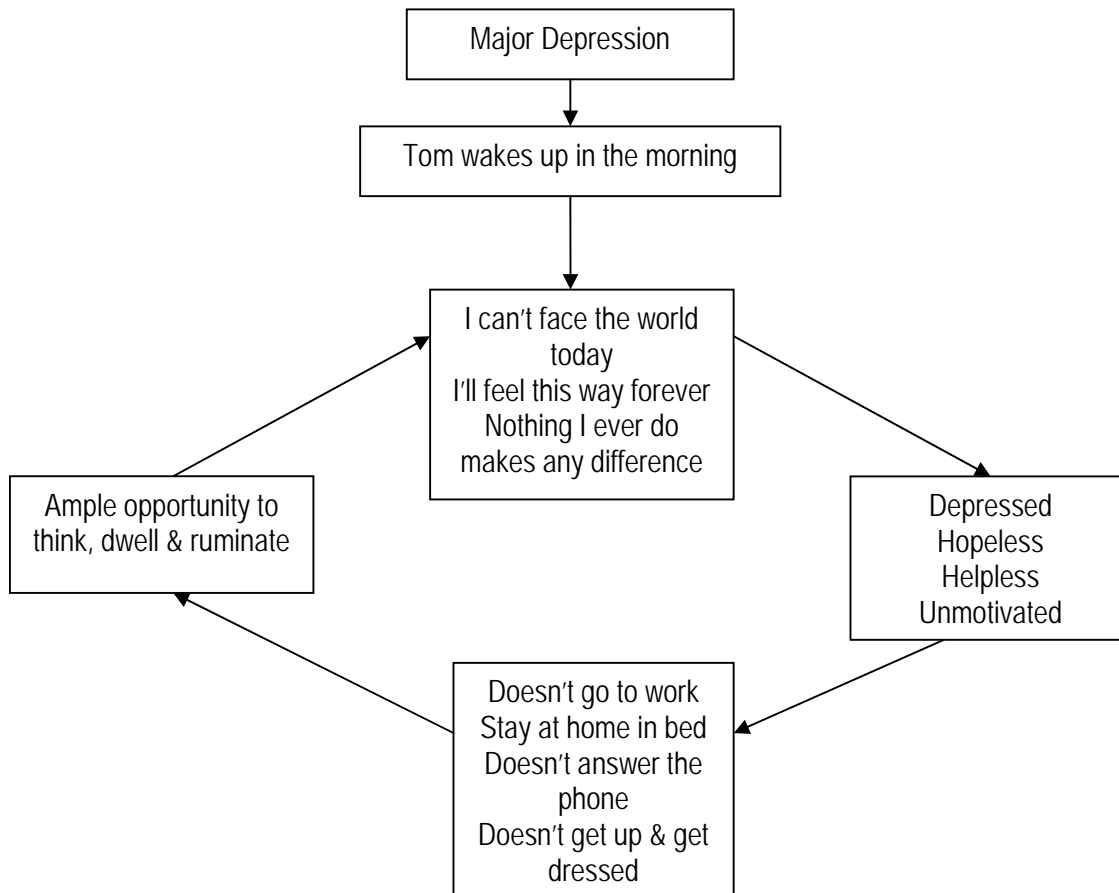 Major Depression
Tom wakes up in the morning
I can't face the world
today
I'll feel this way forever
Nothing I ever do
makes any difference
Depressed
Hopeless
Helpless
Unmotivated
Doesn't go to work
Stay at home in bed
Doesn't answer the
phone
Doesn't get up & get
dressed
Ample opportunity to
think, dwell & ruminate